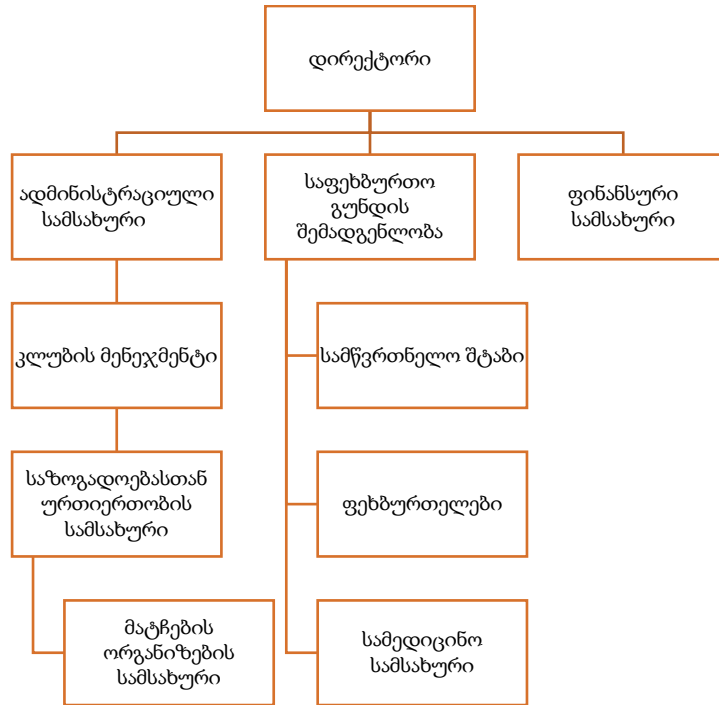 დირექტორი
ადმინისტრაციული
სამსახური
საფეხბურთო
გუნდის
შემადგენლობა
ფინანსური
სამსახური
კლუბის მენეჯმენტი
სამწვრთნელო შტაბი
საზოგადოებასთან
ურთიერთობის
სამსახური
ფეხბურთელები
მატჩების
ორგანიზების
სამსახური
სამედიცინო
სამსახური